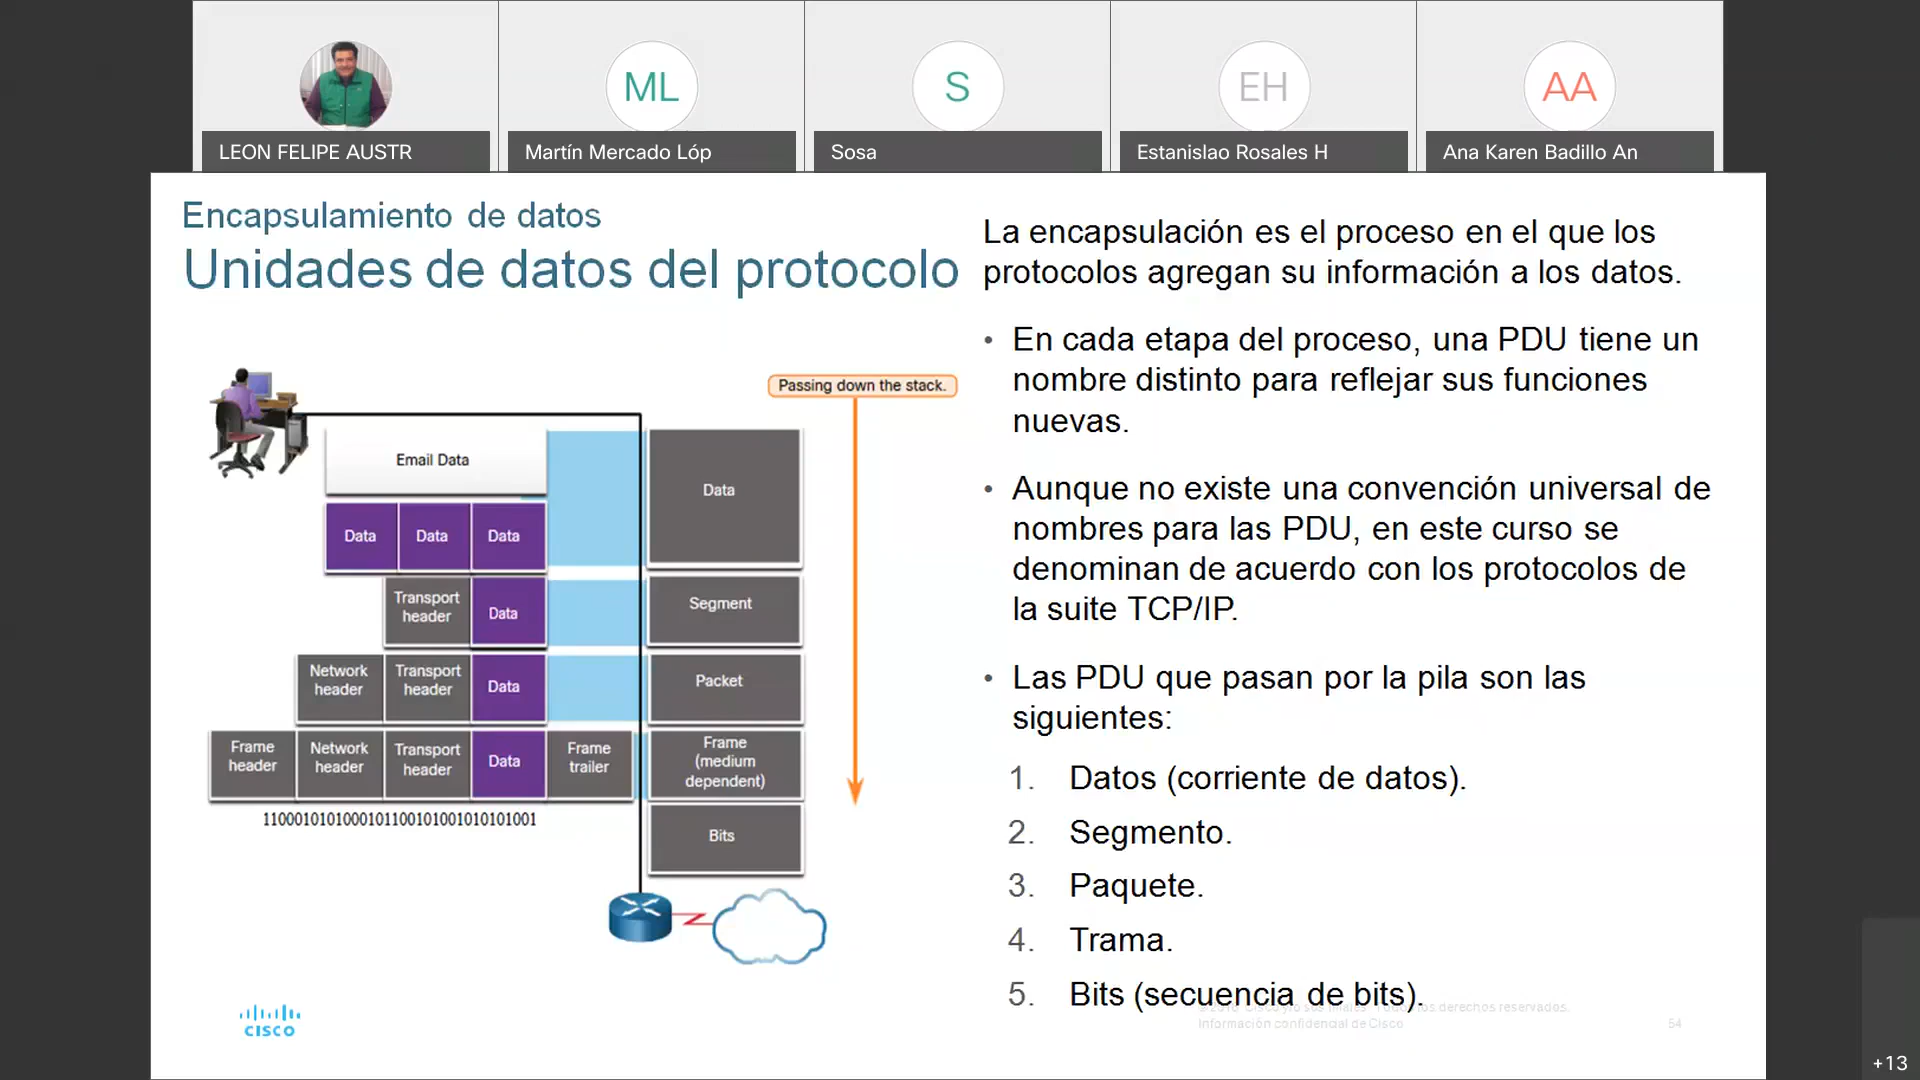 ML
S
EH
AA
LEON FELIPE AUSTR
Martín Mercado Lóp
Sosa
Estanislao Rosales H
Ana Karen Badillo An
Encapsulamiento de datos
Unidades de datos del protocolo
Passing down the stack.
Email Data
Data
Data
Data
Data
Data
Transport
header
Data
Segment
Network
header
Transport
header
Data
Packet
Frame
header
Network
header
Transport
header
Data
Frame
trailer
Frame
(medium
dependent)
Bits
La encapsulación es el proceso en el que los
protocolos agregan su información a los datos.
• En cada etapa del proceso, una PDU tiene un
nombre distinto para reflejar sus funciones
nuevas.
• Aunque no existe una convención universal de
nombres para las PDU, en este curso se
denominan de acuerdo con los protocolos de
la suite TCP/IP.
• Las PDU que pasan por la pila son las
siguientes:
1. Datos (corriente de datos).
2. Segmento.
3. Paquete.
4. Trama.
5. Bits (secuencia de bits).
CISCO
los derechos reservados.
Información confidencial de Cisco
54
+13